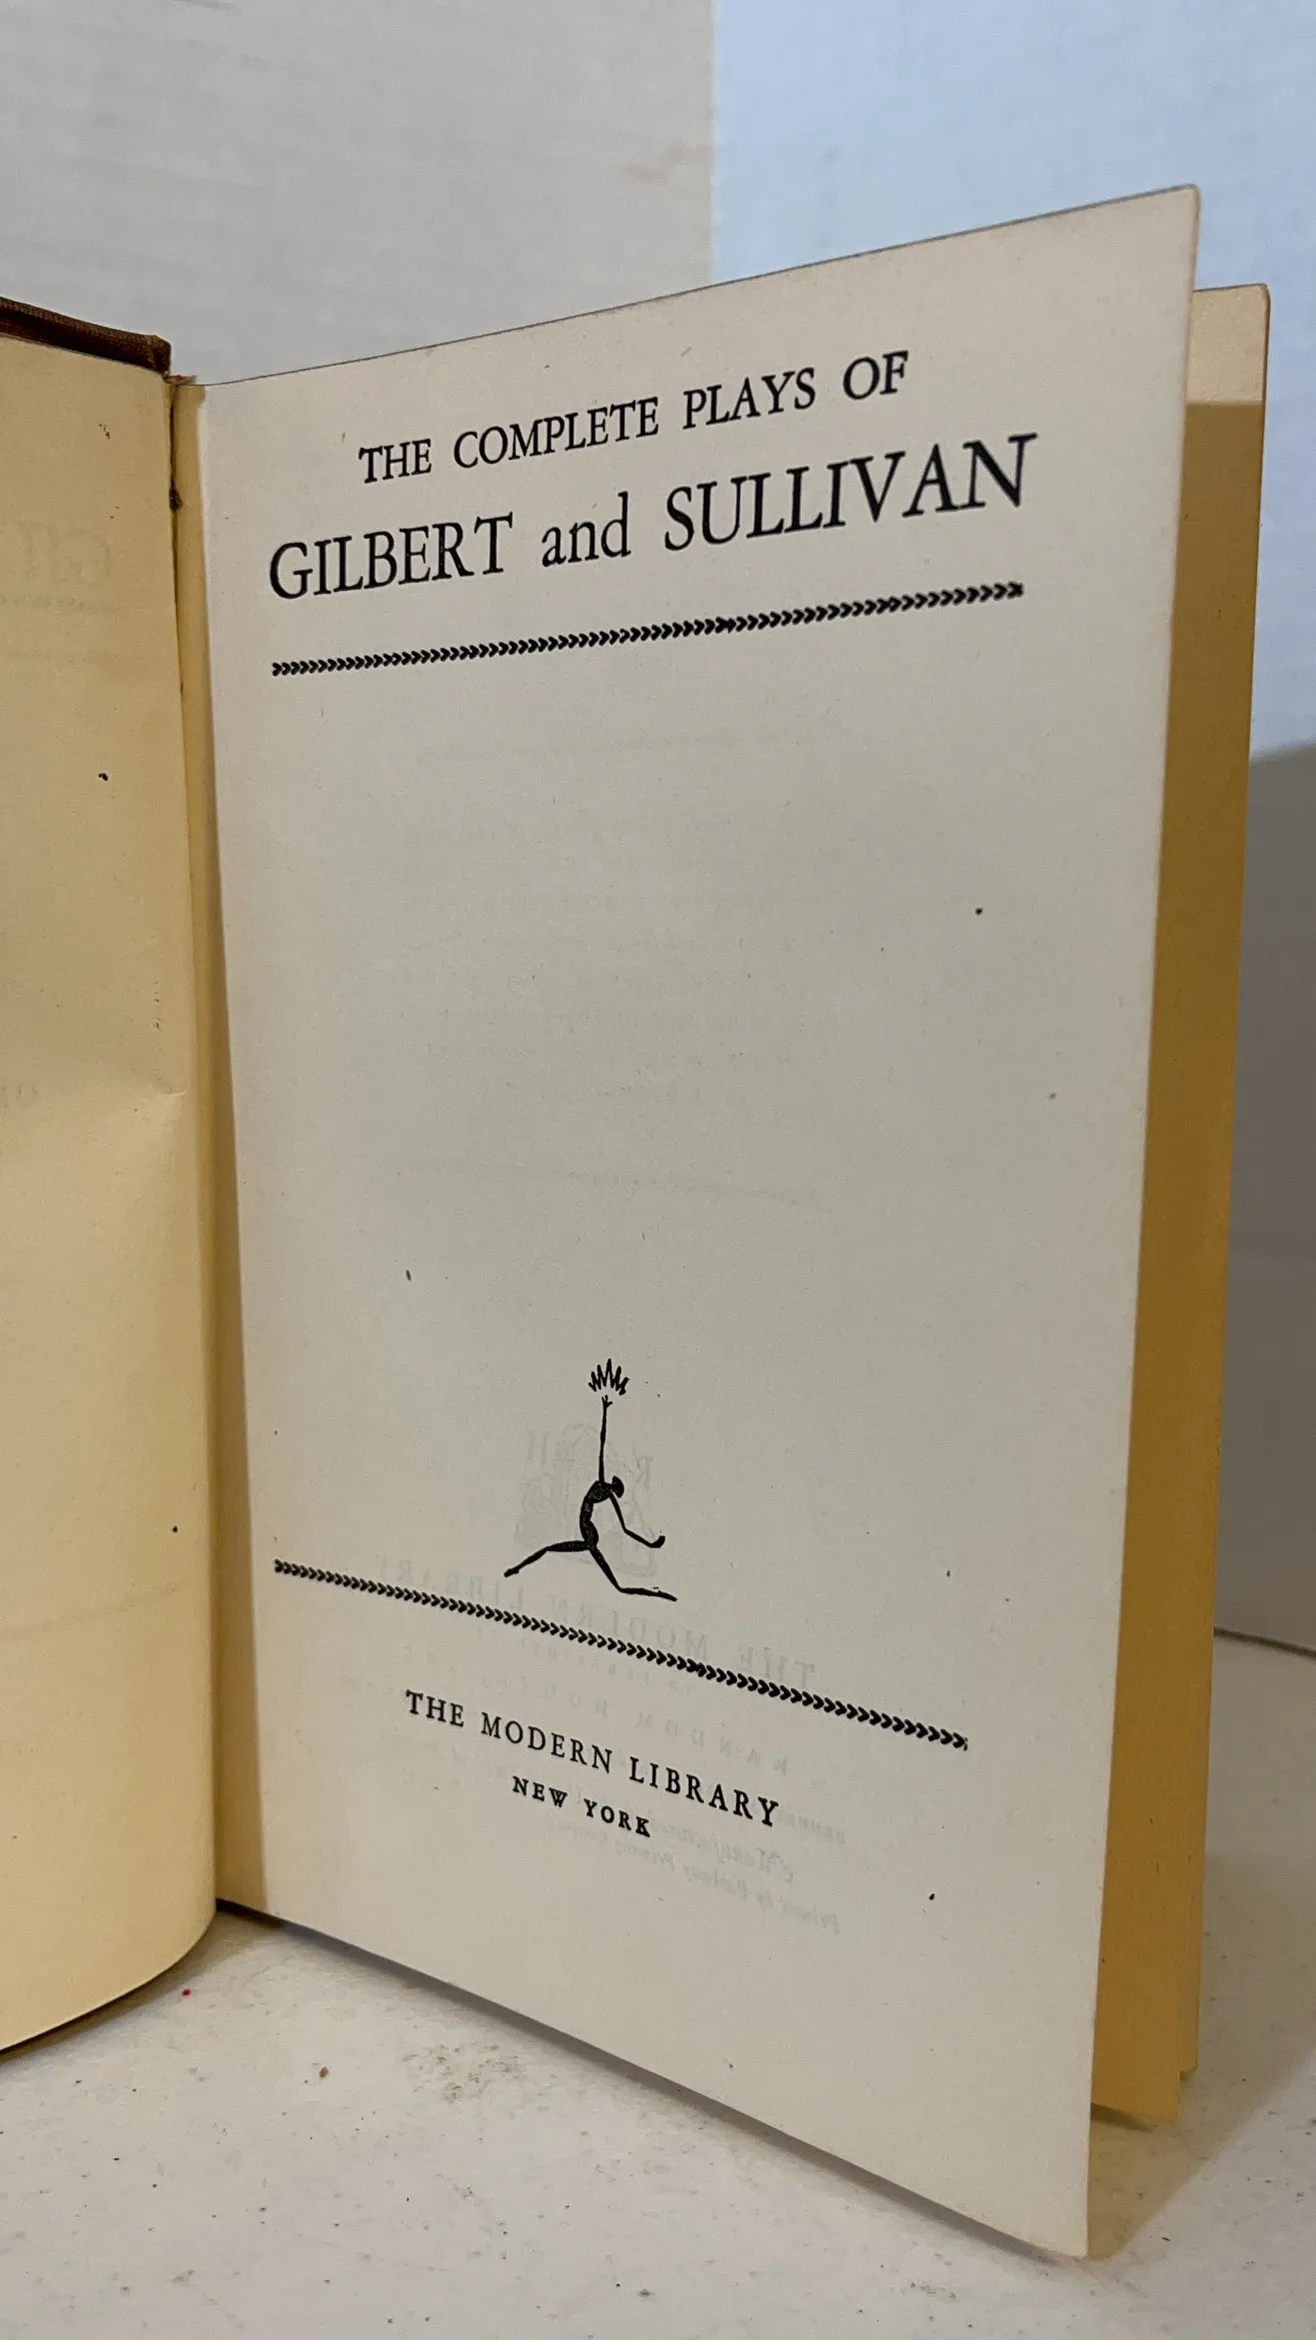 THE COMPLETE PLAYS OF
GILBERT and SULLIVAN
THE MODERN LIBRARY
NEW YORK